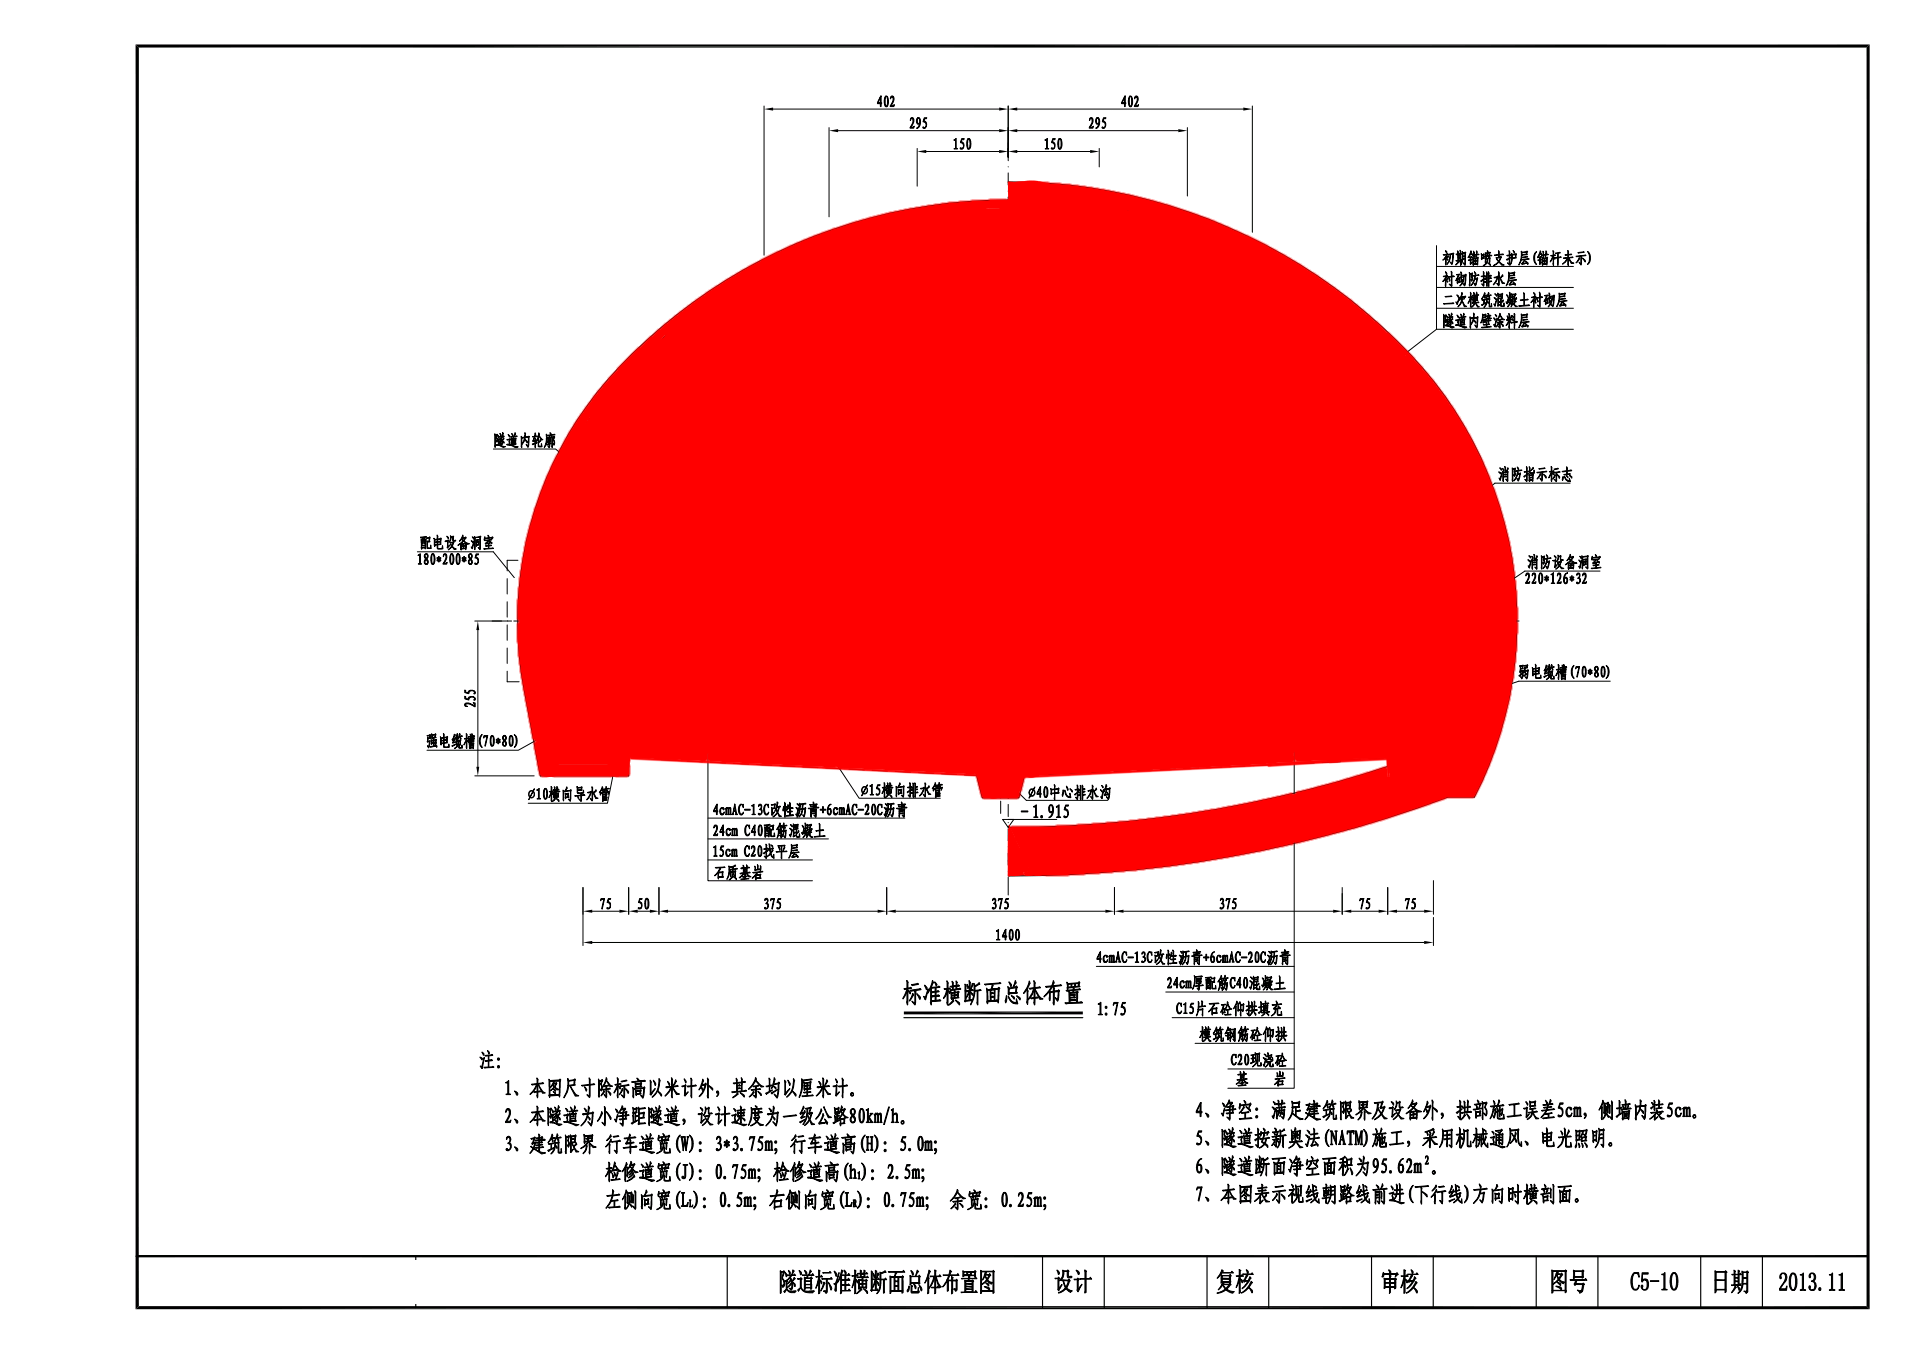 402 402
295 295
150 150
初期锚喷支护层(锚杆未示)
衬砌防排水层
二次模筑混凝土衬砌层
隧道内壁涂料层
隧道内轮廓
消防指示标志
配电设备洞室
180*200*85
消防设备洞室
220*126*32
弱电缆槽(70*80)
255
强电缆槽(70*80)
Ø10横向导水管
Ø15横向排水管
Ø40中心排水沟
-1.915
4cmAC-13C改性沥青+6cmAC-20C沥青
24cm C40配筋混凝土
15cm C20找平层
石质基岩
75 50 375 375 375 75 75
1400
4cmAC-13C改性沥青+6cmAC-20C沥青
24cm厚配筋C40混凝土
C15片石砼仰拱填充
模筑钢筋砼仰拱
C20现浇砼
基 岩
标准横断面总体布置 1:75
注:
1、本图尺寸除标高以米计外，其余均以厘米计。
2、本隧道为小净距隧道，设计速度为一级公路80km/h。
3、建筑限界 行车道宽(W): 3*3.75m; 行车道高(H): 5.0m;
检修道宽(J): 0.75m; 检修道高(h1): 2.5m;
左侧向宽(LL): 0.5m; 右侧向宽(LR): 0.75m; 余宽: 0.25m;
4、净空: 满足建筑限界及设备外，拱部施工误差5cm，侧墙内装5cm。
5、隧道按新奥法(NATM)施工，采用机械通风、电光照明。
6、隧道断面净空面积为95.62m²。
7、本图表示视线朝路线前进(下行线)方向时横剖面。
隧道标准横断面总体布置图 设计 复核 审核 图号 C5-10 日期 2013.11